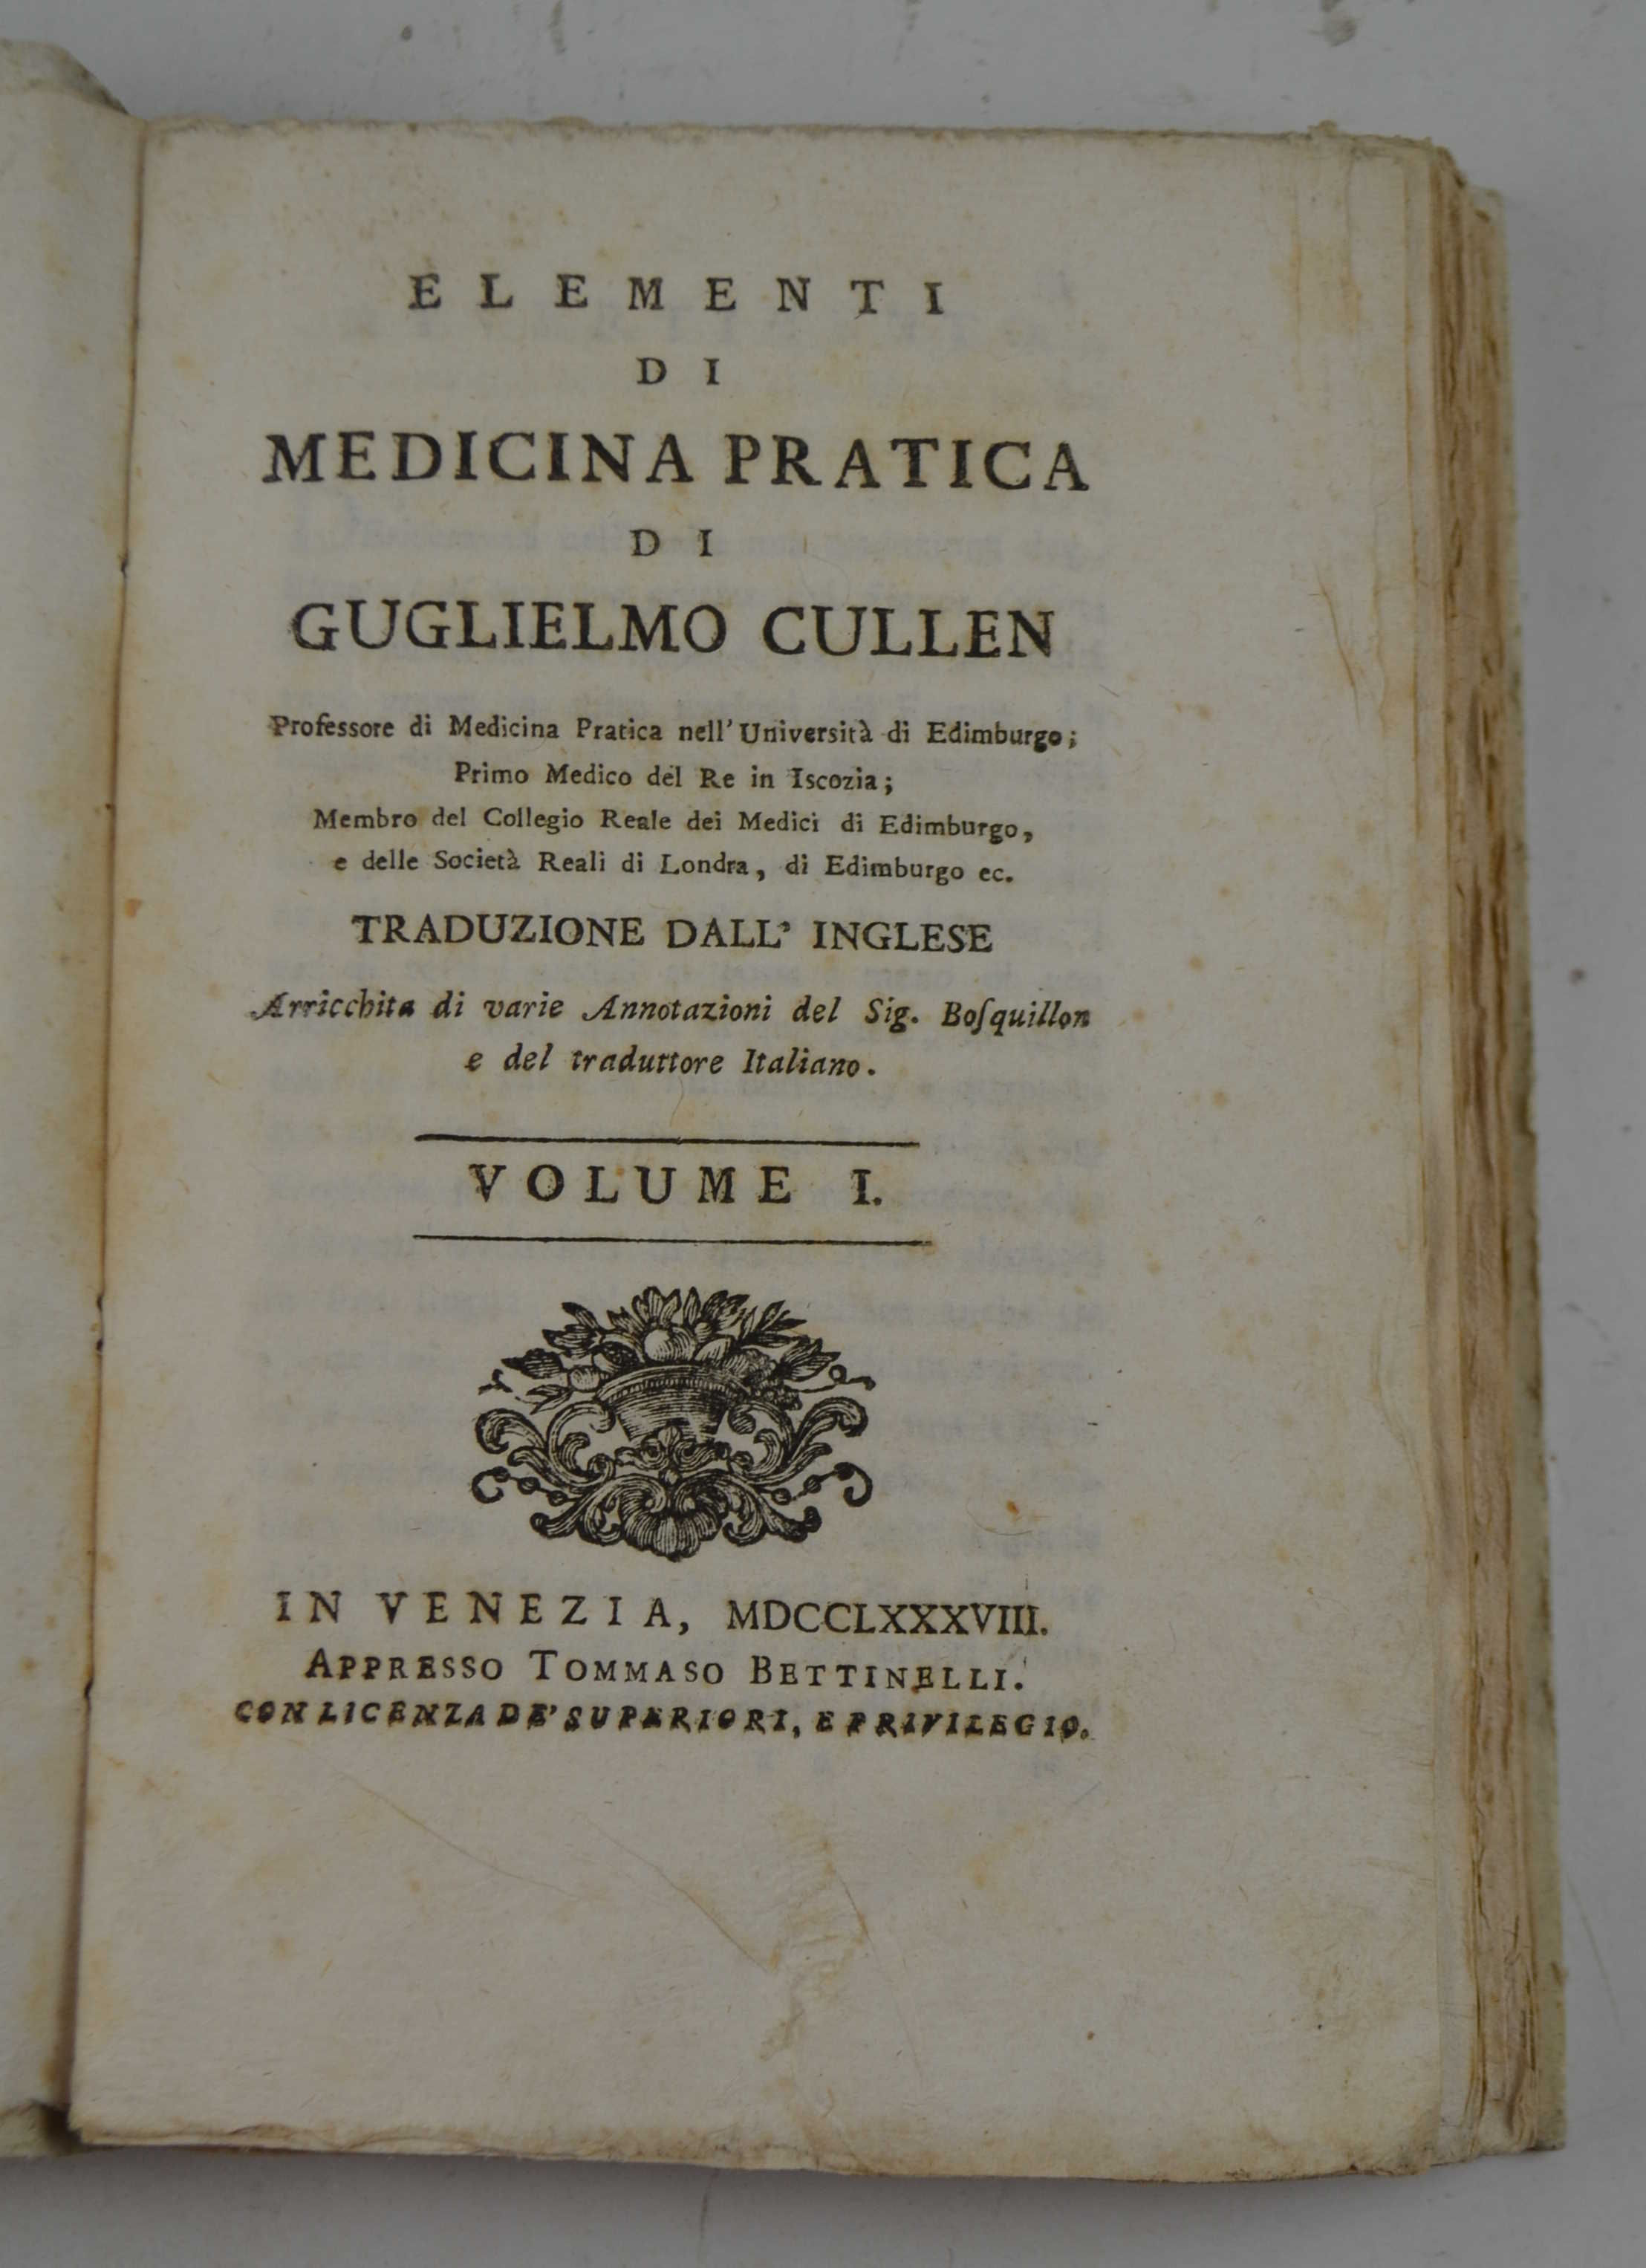 ELEMENTI
DI
MEDICINA PRATICA
DI
GUGLIELMO CULLEN
Professore di Medicina Pratica nell' Università di Edimburgo;
Primo Medico del Re in Iscozia;
Membro del Collegio Reale dei Medici di Edimburgo,
e delle Società Reali di Londra, di Edimburgo ec.
TRADUZIONE DALL' INGLESE
Arricchita di varie Annotazioni del Sig. Boſquillon
e del traduttore Italiano.
VOLUME I.
IN VENEZIA, MDCCLXXXVIII.
APPRESSO TOMMASO BETTINELLI.
CON LICENZA DE' SUPERIORI, E PRIVILEGIO.